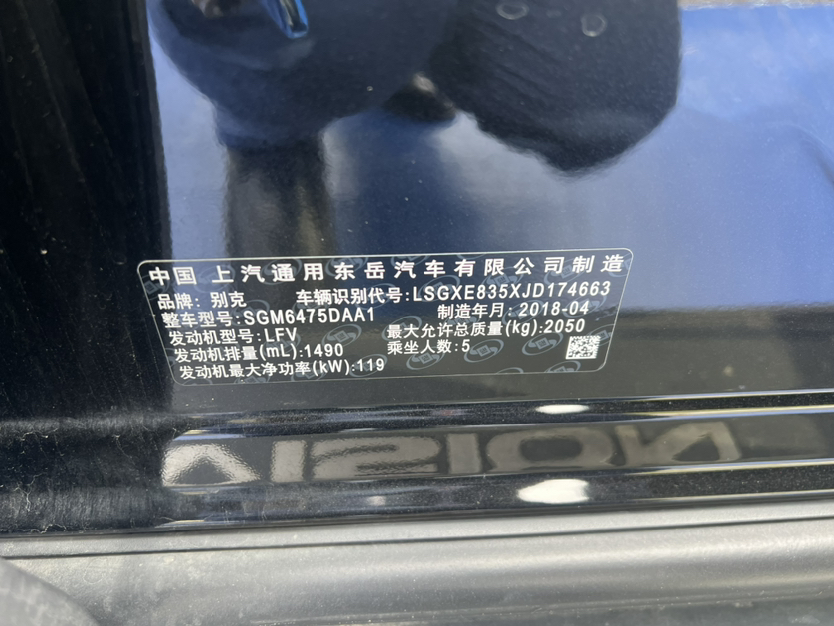 中国 上汽通用东岳汽车有限公司制造
品牌: 别克 车辆识别代号:LSGXE835XJD174663
整车型号:SGM6475DAA1 制造年月:2018-04
发动机型号:LFV 最大允许总质量(kg):2050
发动机排量(mL):1490 乘坐人数:5
发动机最大净功率(kW):119
VISION